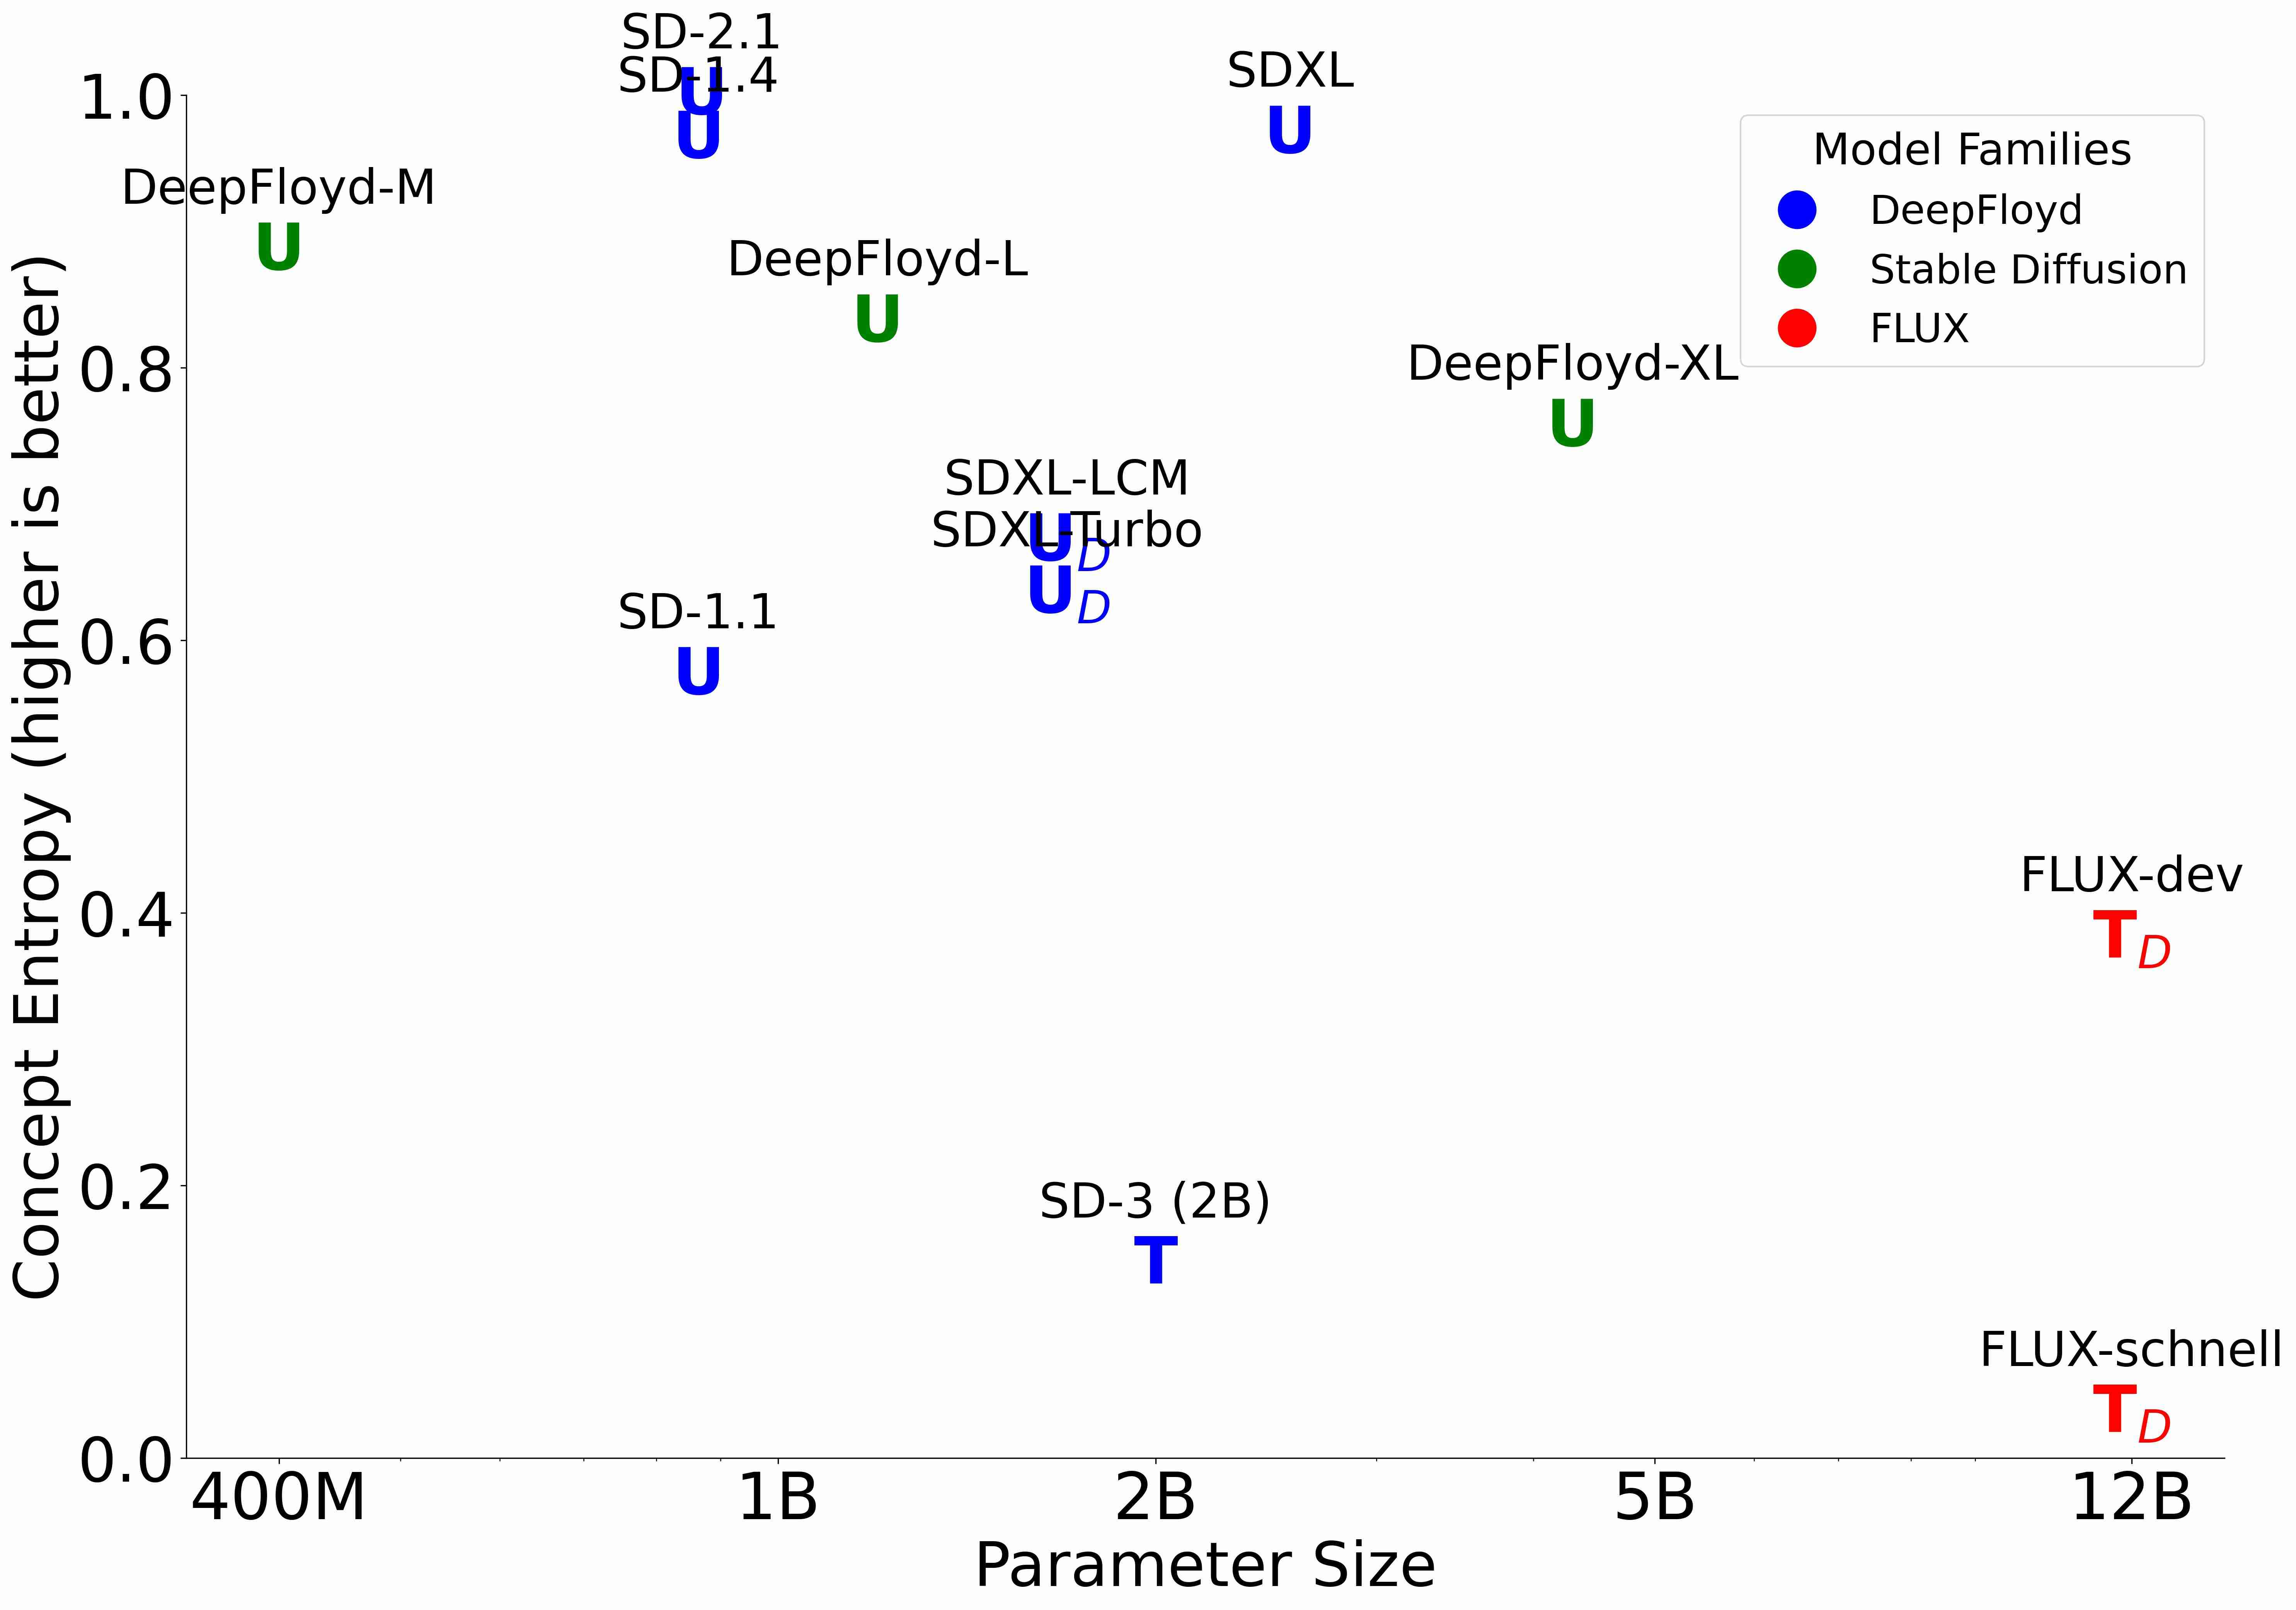 SD-2.1
SD-1.4
U
U
SDXL
U
DeepFloyd-M
U
DeepFloyd-L
U
DeepFloyd-XL
U
SDXL-LCM
U D
SDXL-Turbo
U D
SD-1.1
U
FLUX-dev
T D
SD-3 (2B)
T
FLUX-schnell
T D
Model Families
DeepFloyd
Stable Diffusion
FLUX
Concept Entropy (higher is better)
1.0
0.8
0.6
0.4
0.2
0.0
400M
1B
2B
5B
12B
Parameter Size